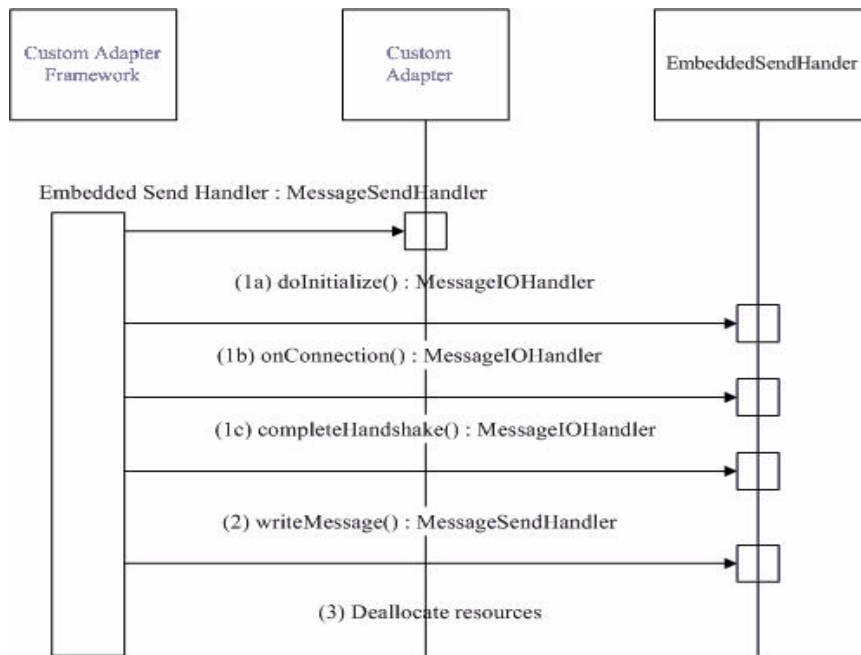 Custom Adapter
Framework
Custom
Adapter
EmbeddedSendHander
Embedded Send Handler : MessageSendHandler
(1a) doInitialize() : MessageIOHandler
(1b) onConnection() : MessageIOHandler
(1c) completeHandshake() : MessageIOHandler
(2) writeMessage() : MessageSendHandler
(3) Deallocate resources